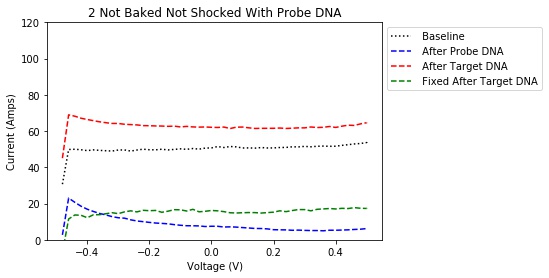 2 Not Baked Not Shocked With Probe DNA
120
100
80
60
40
20
0
Current (Amps)
−0.4
−0.2
0.0
0.2
0.4
Voltage (V)
Baseline
After Probe DNA
After Target DNA
Fixed After Target DNA